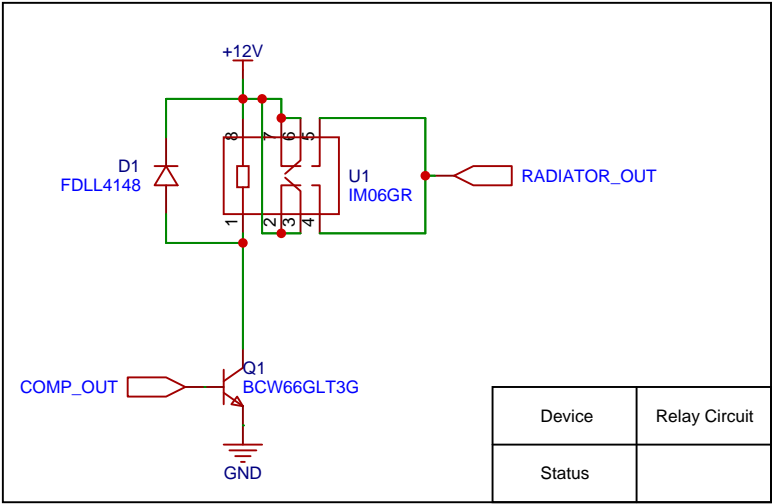 +12V
8
7
6
5
D1
FDLL4148
U1
IM06GR
RADIATOR_OUT
1
2
3
4
Q1
COMP_OUT
BCW66GLT3G
GND
Device Relay Circuit
Status